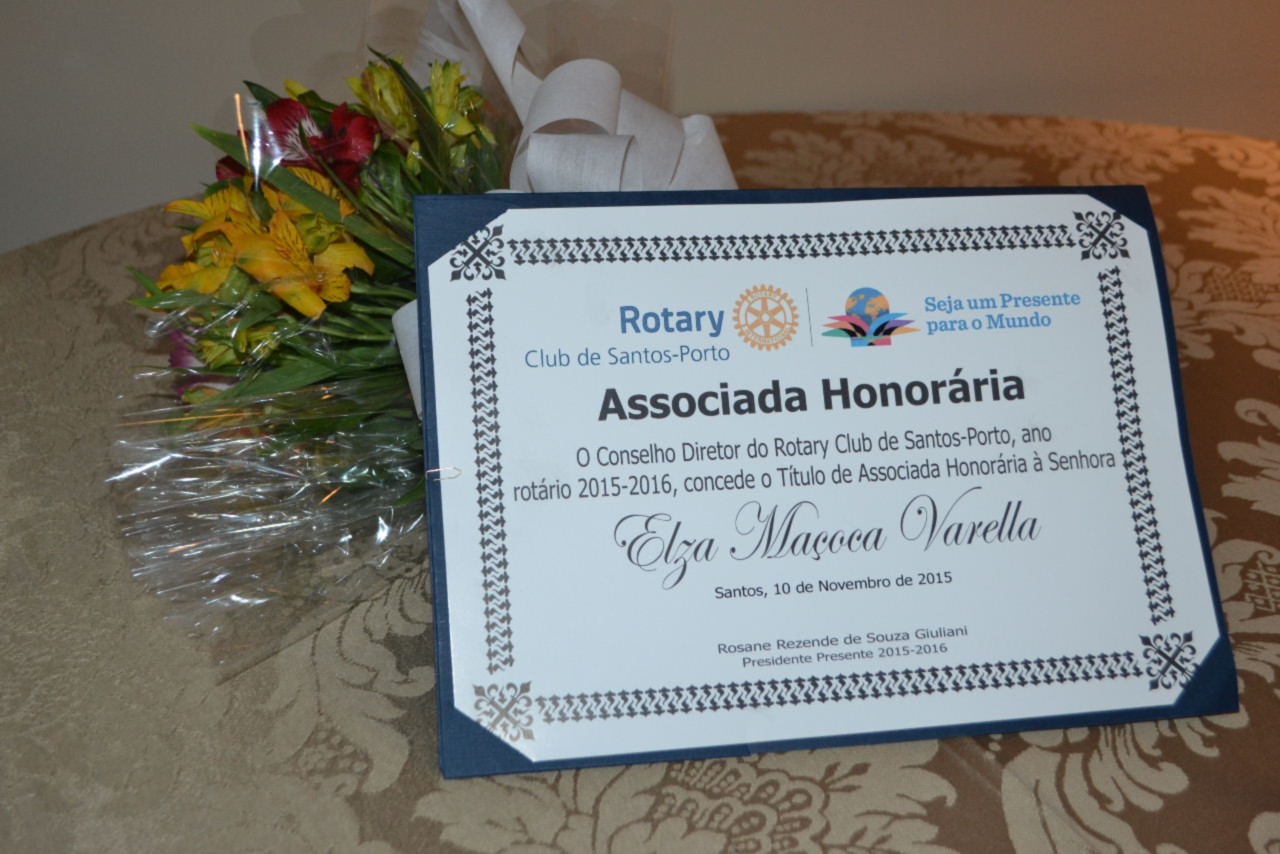 Rotary
Club de Santos-Porto
Seja um Presente
para o Mundo
Associada Honorária
O Conselho Diretor do Rotary Club de Santos-Porto, ano
rotário 2015-2016, concede o Título de Associada Honorária à Senhora
Elza Maçoca Varella
Santos, 10 de Novembro de 2015
Rosane Rezende de Souza Giuliani
Presidente Presente 2015-2016